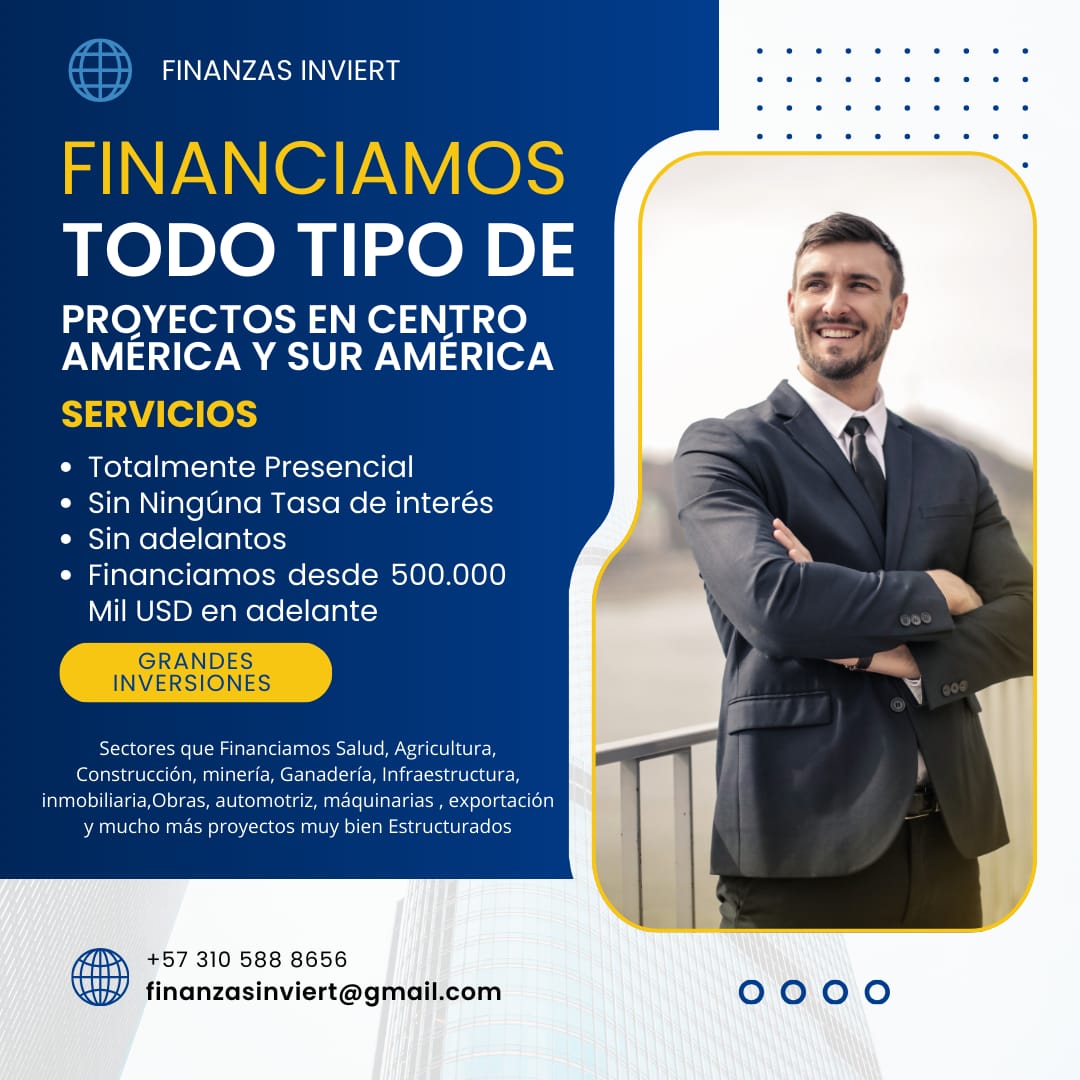 FINANZAS INVIERT
FINANCIAMOS
TODO TIPO DE
PROYECTOS EN CENTRO
AMÉRICA Y SUR AMÉRICA
SERVICIOS
• Totalmente Presencial
• Sin Ningúna Tasa de interés
• Sin adelantos
• Financiamos desde 500.000
Mil USD en adelante
GRANDES
INVERSIONES
Sectores que Financiamos Salud, Agricultura,
Construcción, minería, Ganadería, Infraestructura,
inmobiliaria,Obras, automotriz, máquinarias , exportación
y mucho más proyectos muy bien Estructurados
+57 310 588 8656
finanzasinviert@gmail.com